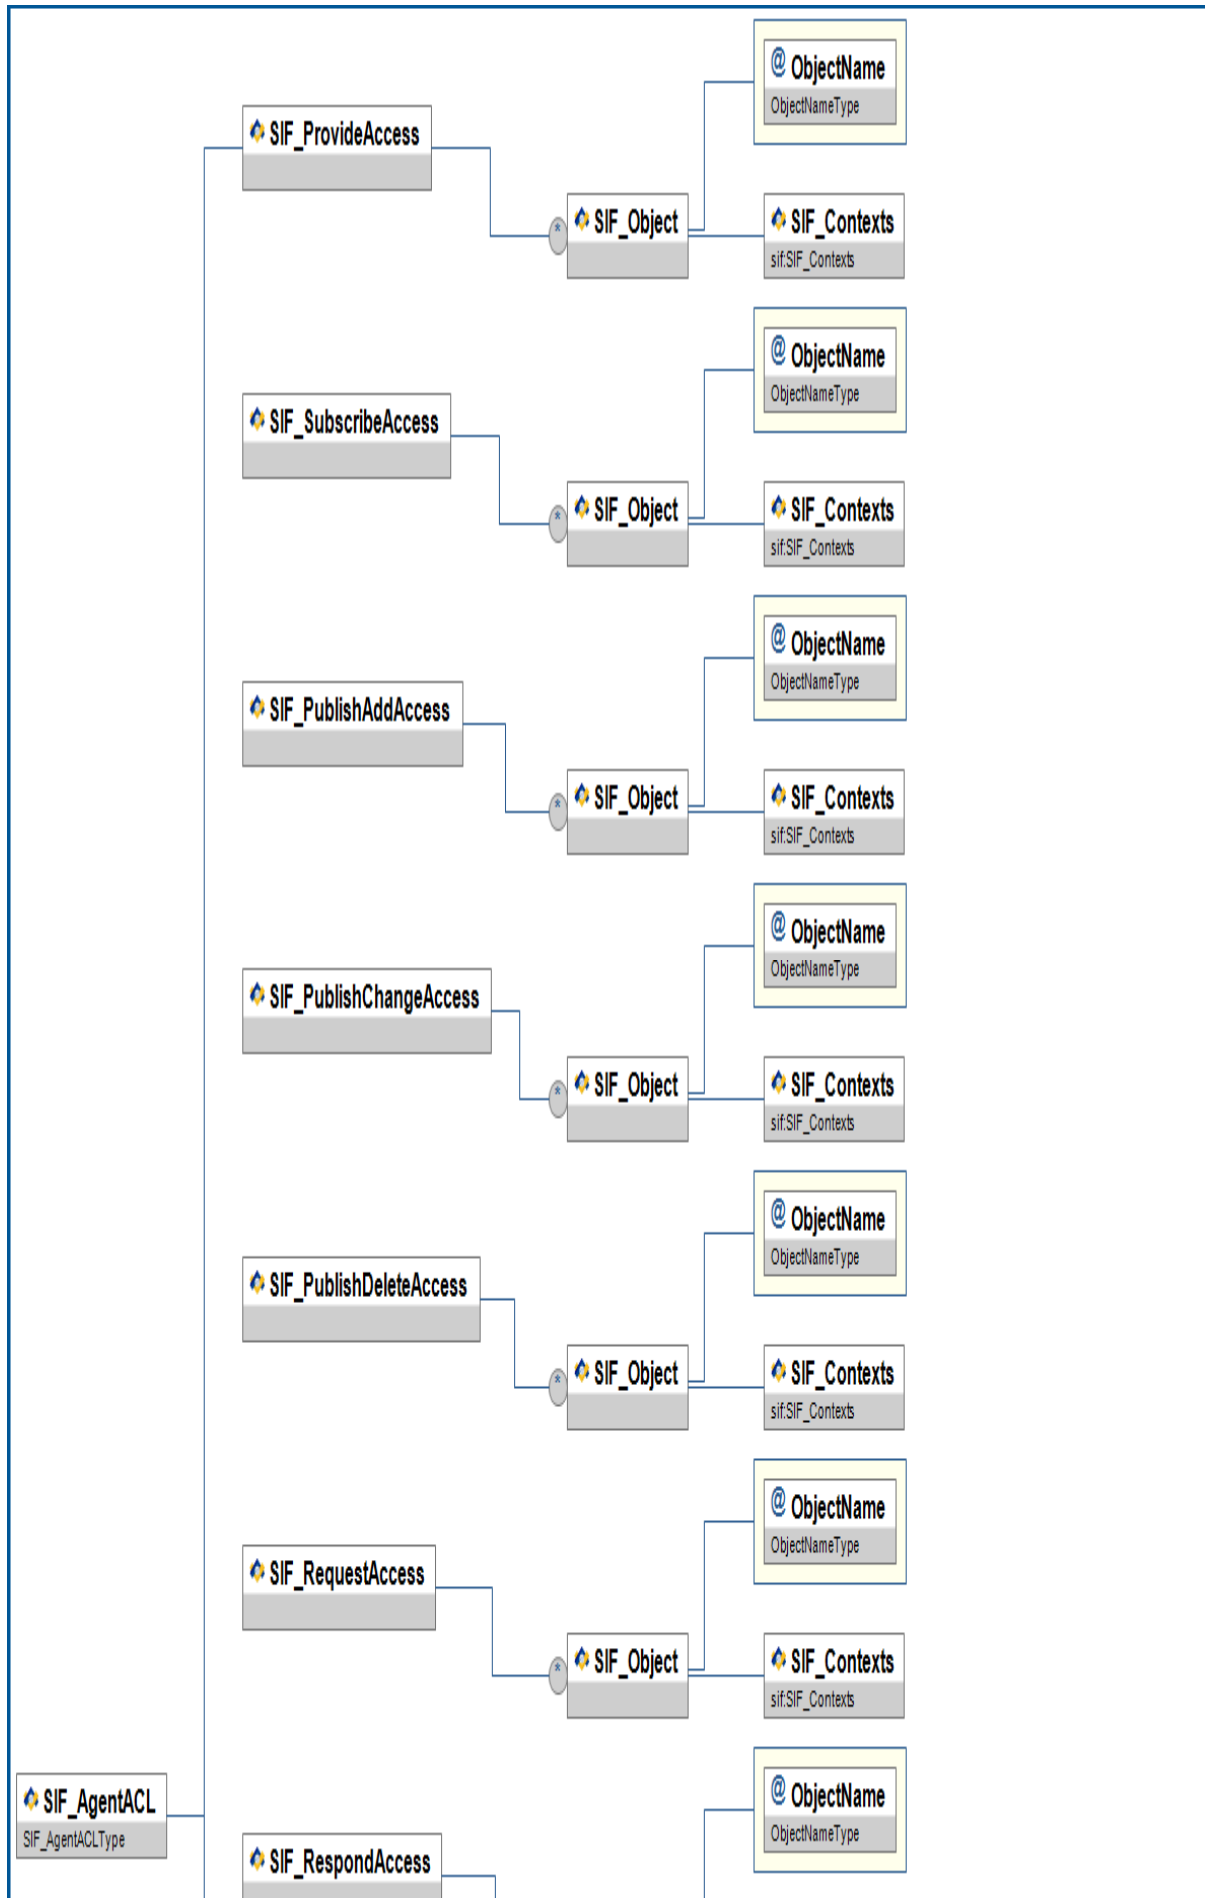 @ ObjectName
ObjectNameType
SIF_ProvideAccess
* SIF_Object
SIF_Contexts
sif:SIF_Contexts
@ ObjectName
ObjectNameType
SIF_SubscribeAccess
* SIF_Object
SIF_Contexts
sif:SIF_Contexts
@ ObjectName
ObjectNameType
SIF_PublishAddAccess
* SIF_Object
SIF_Contexts
sif:SIF_Contexts
@ ObjectName
ObjectNameType
SIF_PublishChangeAccess
* SIF_Object
SIF_Contexts
sif:SIF_Contexts
@ ObjectName
ObjectNameType
SIF_PublishDeleteAccess
* SIF_Object
SIF_Contexts
sif:SIF_Contexts
@ ObjectName
ObjectNameType
SIF_RequestAccess
* SIF_Object
SIF_Contexts
sif:SIF_Contexts
@ ObjectName
ObjectNameType
SIF_AgentACL
SIF_AgentACLType
SIF_RespondAccess